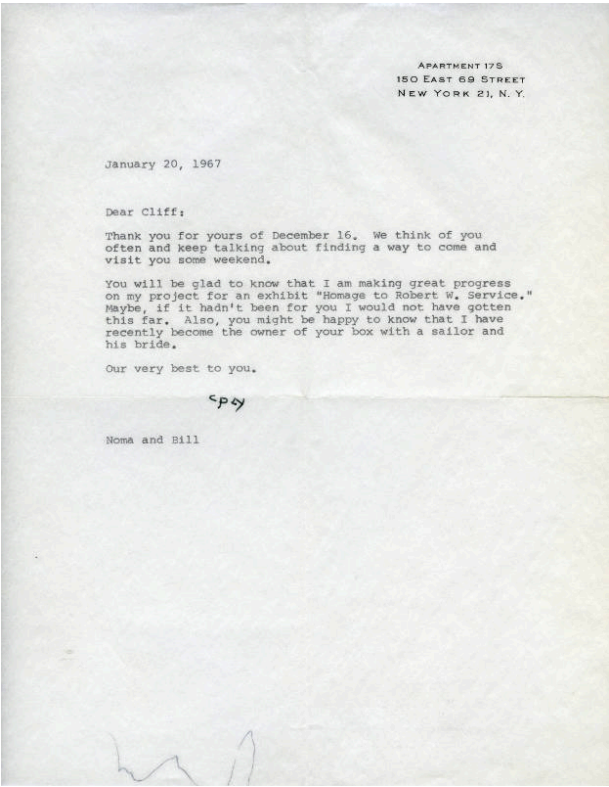 APARTMENT 17S
150 EAST 69 STREET
NEW YORK 21, N. Y.
January 20, 1967
Dear Cliff:
Thank you for yours of December 16. We think of you
often and keep talking about finding a way to come and
visit you some weekend.
You will be glad to know that I am making great progress
on my project for an exhibit "Homage to Robert W. Service."
Maybe, if it hadn't been for you I would not have gotten
this far. Also, you might be happy to know that I have
recently become the owner of your box with a sailor and
his bride.
Our very best to you.
Noma and Bill